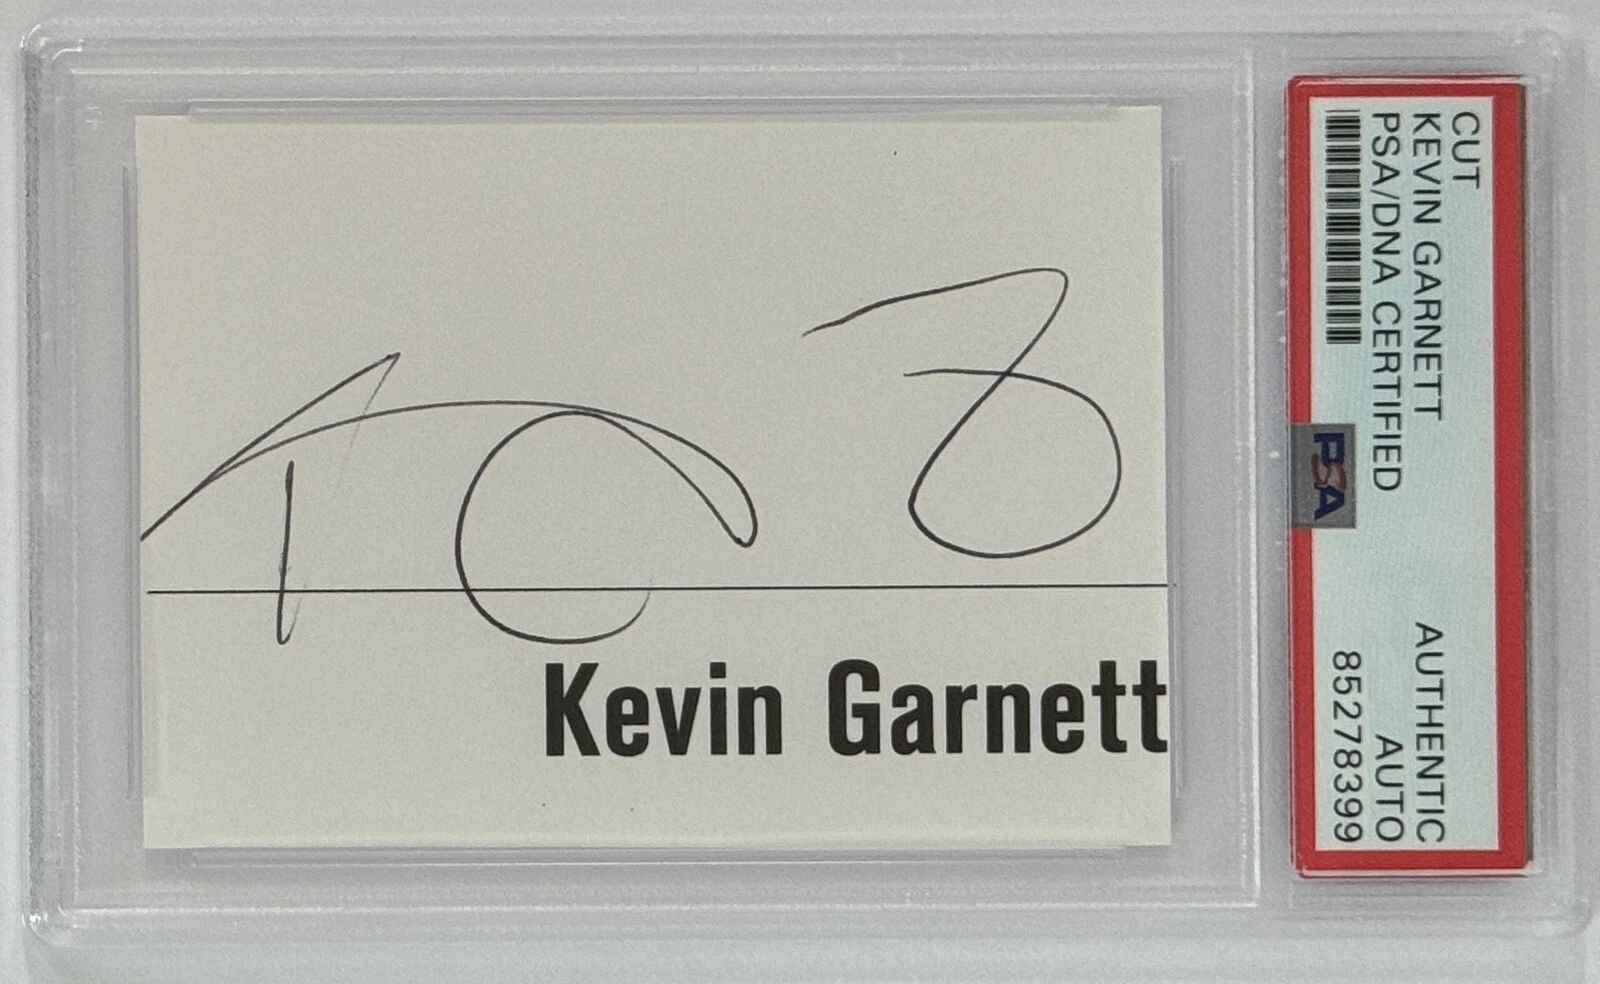 Kevin Garnett
CUT
KEVIN GARNETT
AUTHENTIC
PSA/DNA CERTIFIED
AUTO
85278399
PSA